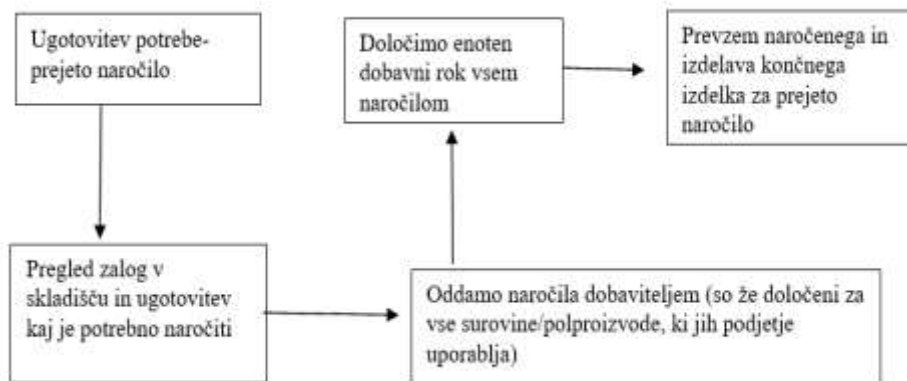 Ugotovitev potrebe-
prejeto naročilo
Pregled zalog v
skladišču in ugotovitev
kaj je potrebno naročiti
Oddamo naročila dobaviteljem (so že določeni za
vse surovine/polproizvode, ki jih podjetje
uporablja)
Določimo enoten
dobavni rok vsem
naročilom
Prevzem naročenega in
izdelava končnega
izdelka za prejeto
naročilo